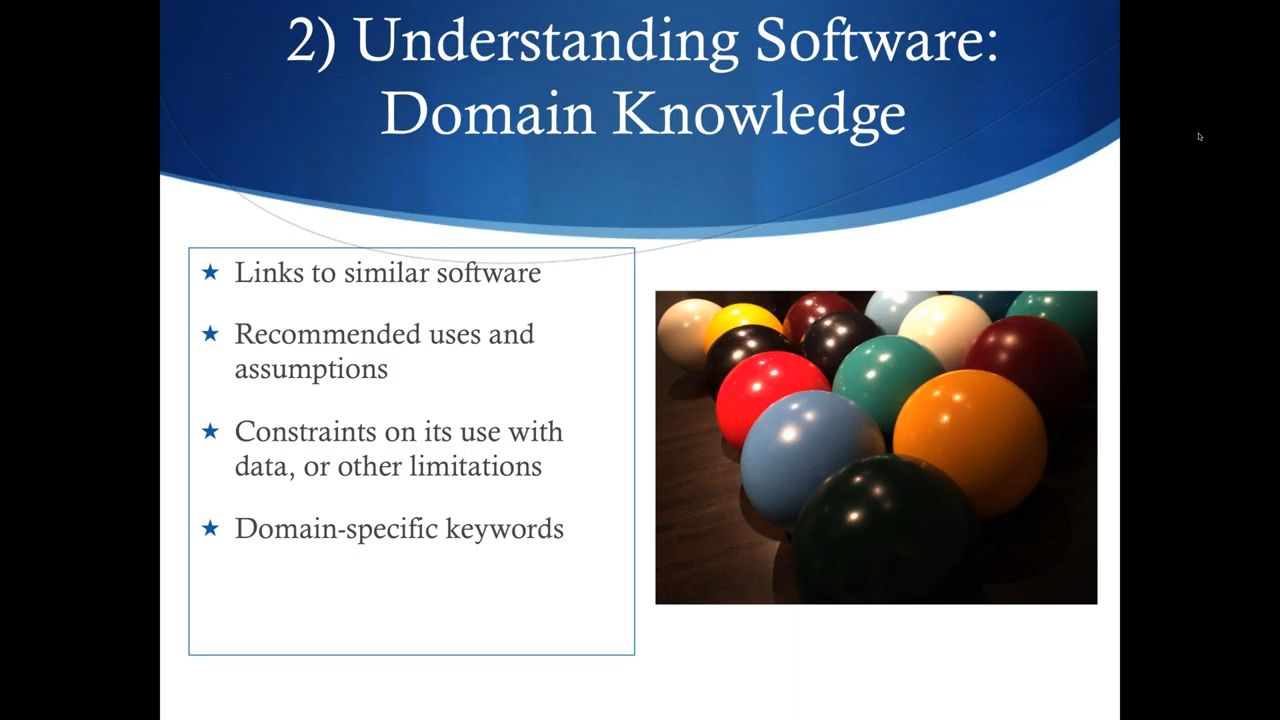 2) Understanding Software:
Domain Knowledge
Links to similar software
Recommended uses and
assumptions
Constraints on its use with
data, or other limitations
Domain-specific keywords